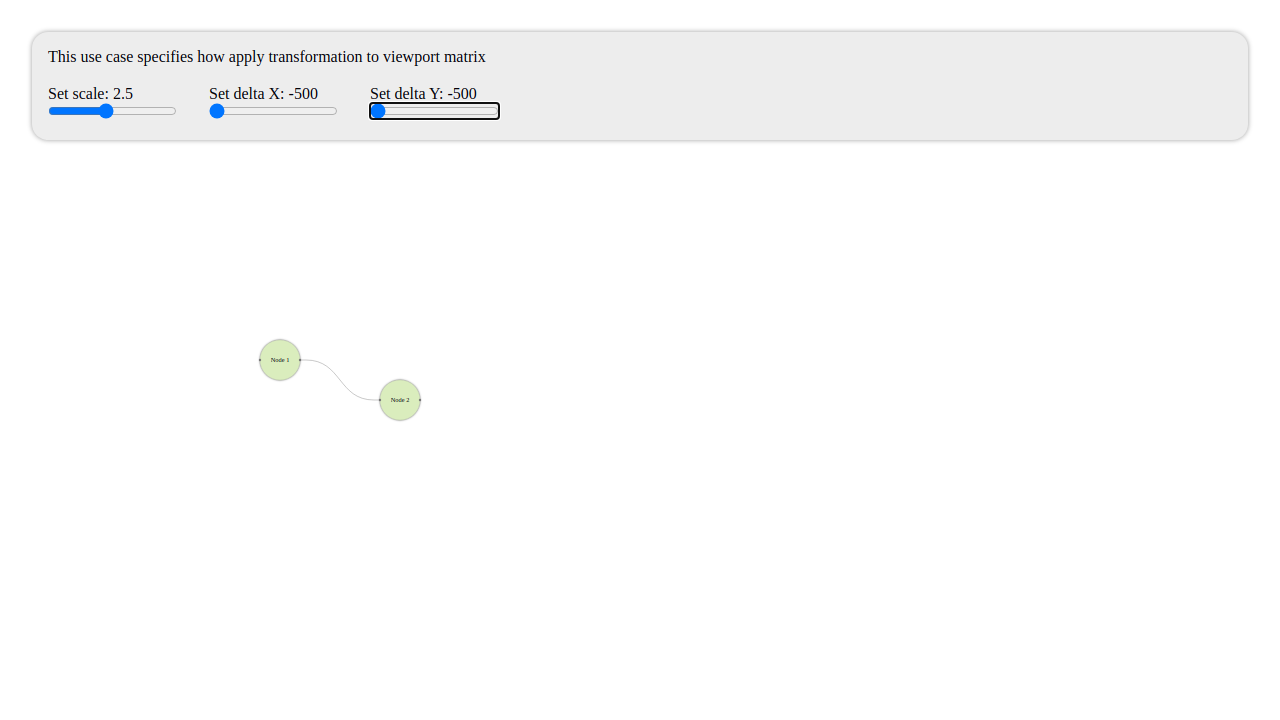 This use case specifies how apply transformation to viewport matrix
Set scale: 2.5
Set delta X: -500
Set delta Y: -500
Node 1
Node 2